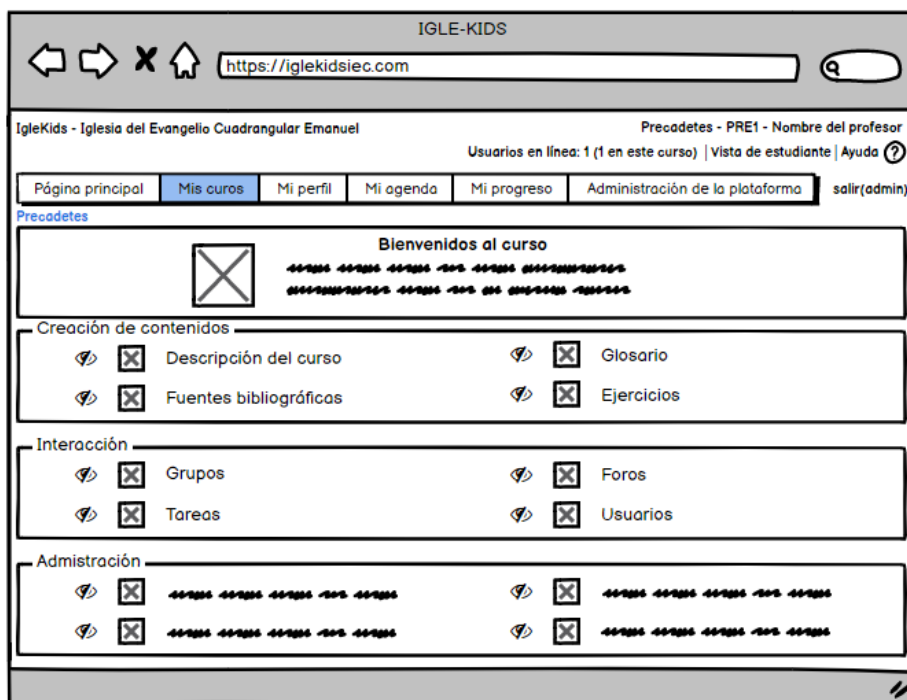 IGLE-KIDS
https://iglekidsiec.com
IgleKids - Iglesia del Evangelio Cuadrangular Emanuel
Precadetes - PRE1 - Nombre del profesor
Usuarios en línea: 1 (1 en este curso) | Vista de estudiante | Ayuda ?
Página principal Mis curos Mi perfil Mi agenda Mi progreso Administración de la plataforma salir(admin)
Precadetes
Bienvenidos al curso
Creación de contenidos
Descripción del curso Glosario
Fuentes bibliográficas Ejercicios
Interacción
Grupos Foros
Tareas Usuarios
Admistración